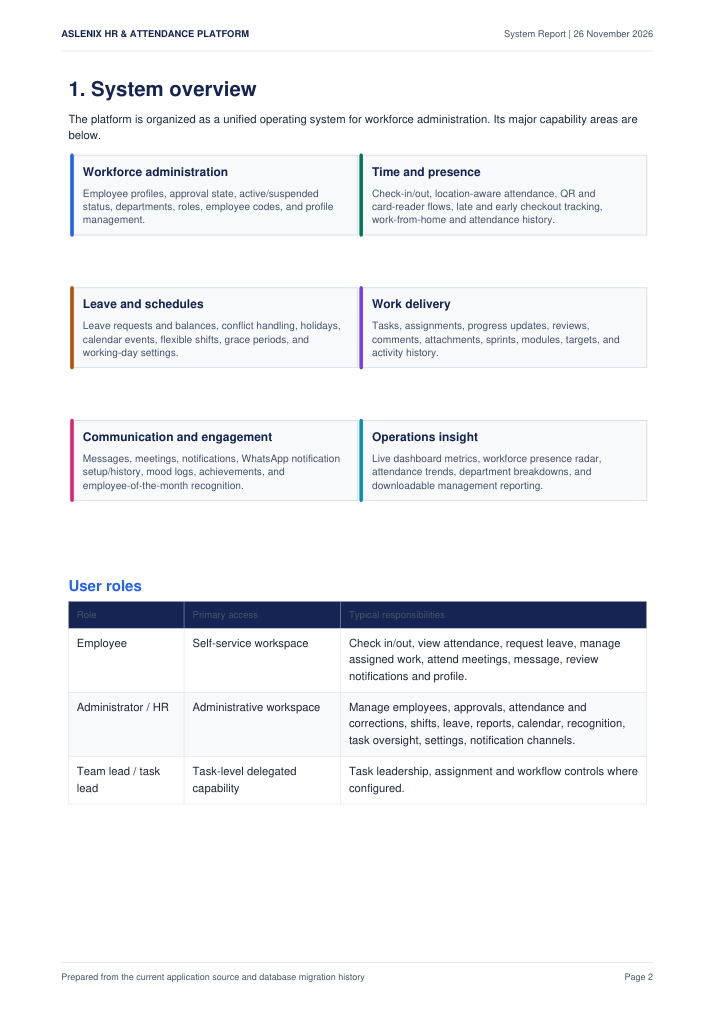 ASLENIX HR & ATTENDANCE PLATFORM
System Report | 26 November 2026
1. System overview
The platform is organized as a unified operating system for workforce administration. Its major capability areas are
below.
Workforce administration
Employee profiles, approval state, active/suspended
status, departments, roles, employee codes, and profile
management.
Time and presence
Check-in/out, location-aware attendance, QR and
card-reader flows, late and early checkout tracking,
work-from-home and attendance history.
Leave and schedules
Leave requests and balances, conflict handling, holidays,
calendar events, flexible shifts, grace periods, and
working-day settings.
Work delivery
Tasks, assignments, progress updates, reviews,
comments, attachments, sprints, modules, targets, and
activity history.
Communication and engagement
Messages, meetings, notifications, WhatsApp notification
setup/history, mood logs, achievements, and
employee-of-the-month recognition.
Operations insight
Live dashboard metrics, workforce presence radar,
attendance trends, department breakdowns, and
downloadable management reporting.
User roles
Role
Primary access
Typical responsibilities
Employee
Self-service workspace
Check in/out, view attendance, request leave, manage
assigned work, attend meetings, message, review
notifications and profile.
Administrator / HR
Administrative workspace
Manage employees, approvals, attendance and
corrections, shifts, leave, reports, calendar, recognition,
task oversight, settings, notification channels.
Team lead / task
lead
Task-level delegated
capability
Task leadership, assignment and workflow controls where
configured.
Prepared from the current application source and database migration history
Page 2